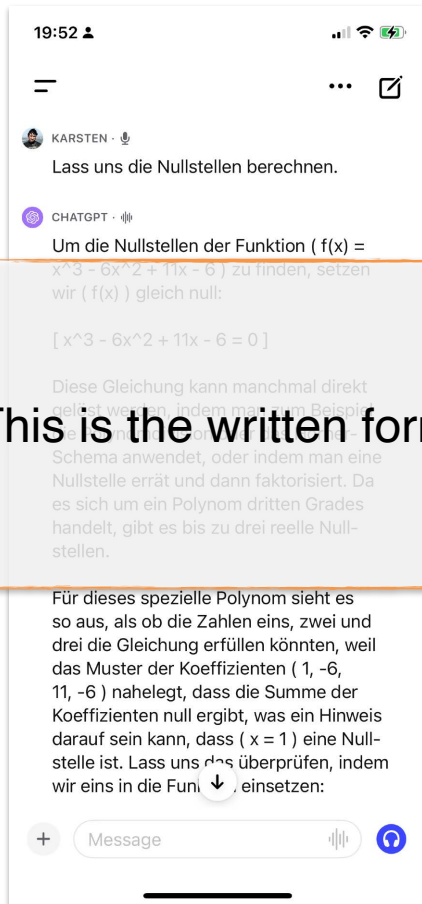 19:52
KARSTEN ·
Lass uns die Nullstellen berechnen.
CHATGPT ·
Um die Nullstellen der Funktion ( f(x) =
x^3 - 6x^2 + 11x - 6 ) zu finden, setzen
wir ( f(x) ) gleich null:
[ x^3 - 6x^2 + 11x - 6 = 0 ]
Diese Gleichung kann manchmal direkt
gelöst werden, indem man zum Beispiel
This is the written for
Schema anwendet, oder indem man eine
Nullstelle errät und dann faktorisiert. Da
es sich um ein Polynom dritten Grades
handelt, gibt es bis zu drei reelle Null-
stellen.
Für dieses spezielle Polynom sieht es
so aus, als ob die Zahlen eins, zwei und
drei die Gleichung erfüllen könnten, weil
das Muster der Koeffizienten ( 1, -6,
11, -6 ) nahelegt, dass die Summe der
Koeffizienten null ergibt, was ein Hinweis
darauf sein kann, dass ( x = 1 ) eine Null-
stelle ist. Lass uns das überprüfen, indem
wir eins in die Fun einsetzen:
Message